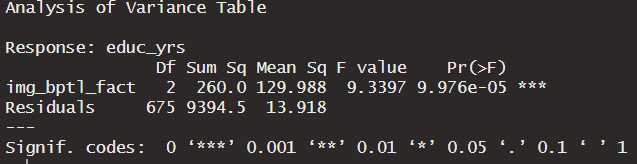 Analysis of Variance Table
Response: educ_yrs
Df Sum Sq Mean Sq F value Pr(>F)
img_bptl_fact 2 260.0 129.988 9.3397 9.976e-05 ***
Residuals 675 9394.5 13.918
---
Signif. codes: 0 ‘***’ 0.001 ‘**’ 0.01 ‘*’ 0.05 ‘.’ 0.1 ‘ ’ 1